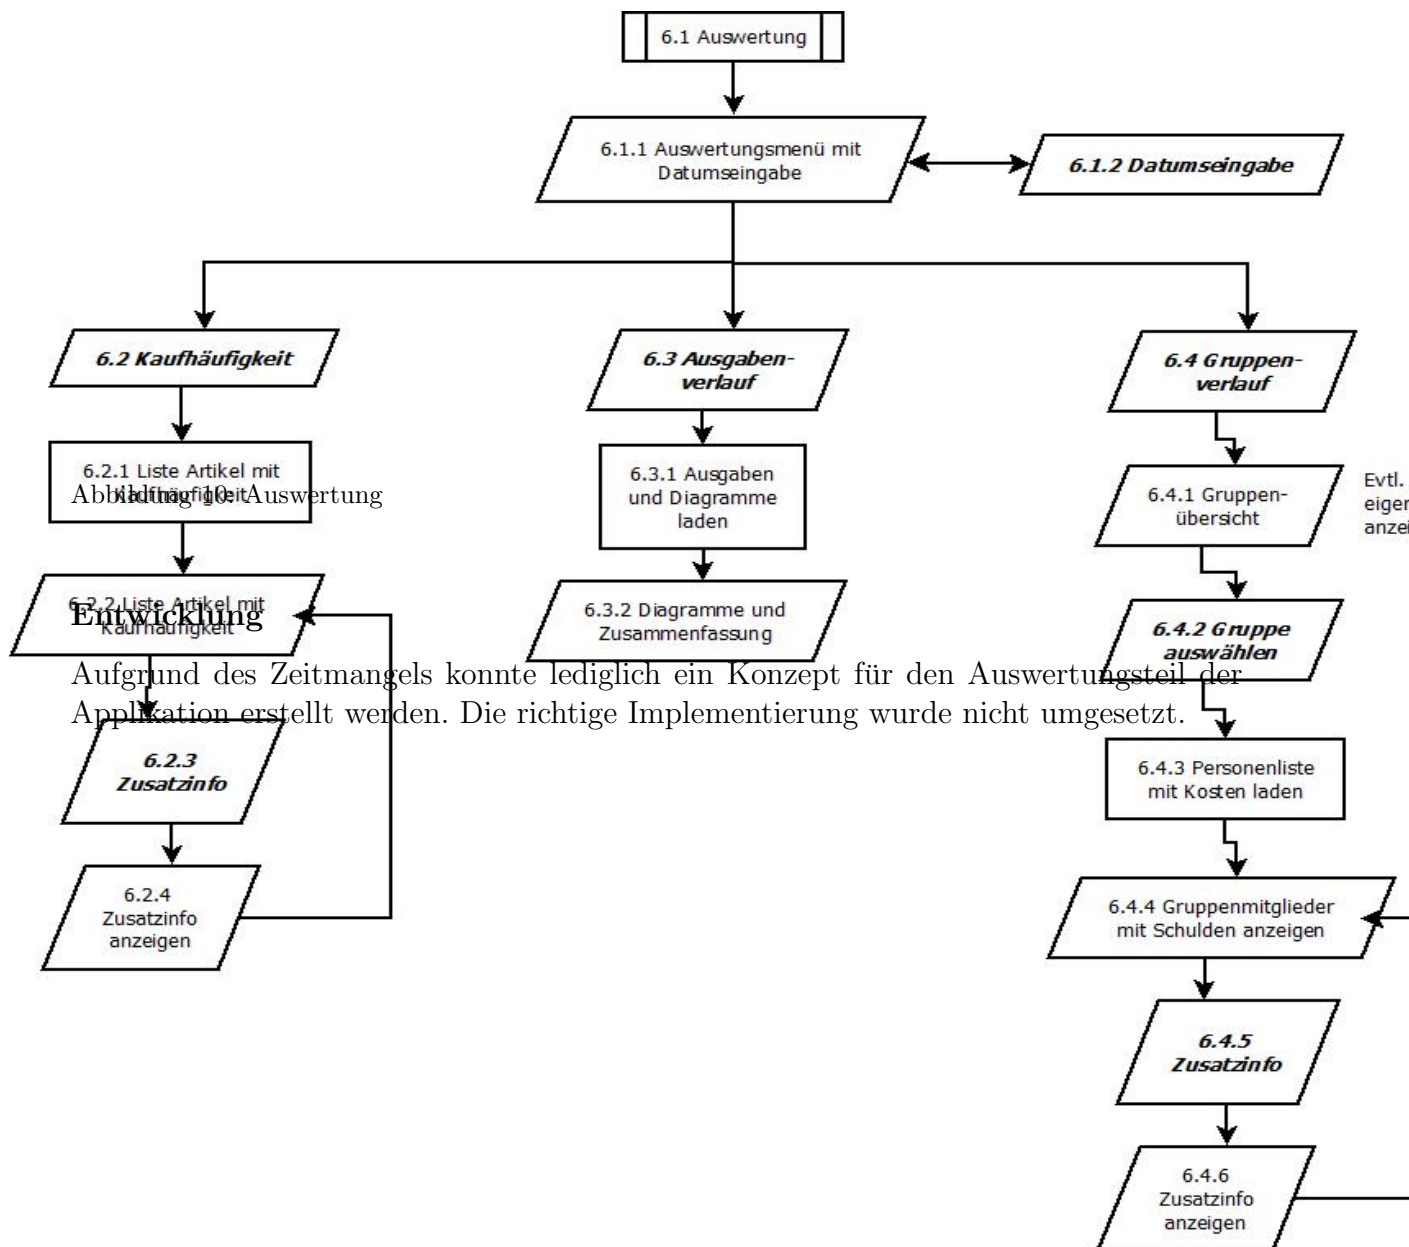 6.1 Auswertung
6.1.1 Auswertungsmenü mit
Datumseingabe
6.1.2 Datumseingabe
6.2 Kaufhäufigkeit
6.2.1 Liste Artikel mit
Kaufhäufigkeit
6.2.2 Liste Artikel mit
Kaufhäufigkeit
6.2.3
Zusatzinfo
6.2.4
Zusatzinfo
anzeigen
6.3 Ausgaben-
verlauf
6.3.1 Ausgaben
und Diagramme
laden
6.3.2 Diagramme und
Zusammenfassung
6.4 Gruppen-
verlauf
6.4.1 Gruppen-
übersicht
Evtl.
6.4.2 Gruppe
auswählen
6.4.3 Personenliste
mit Kosten laden
6.4.4 Gruppenmitglieder
mit Schulden anzeigen
6.4.5
Zusatzinfo
6.4.6
Zusatzinfo
anzeigen
Abbildung 10: Auswertung
Entwicklung
Aufgrund des Zeitmangels konnte lediglich ein Konzept für den Auswertungsteil der
Applikation erstellt werden. Die richtige Implementierung wurde nicht umgesetzt.